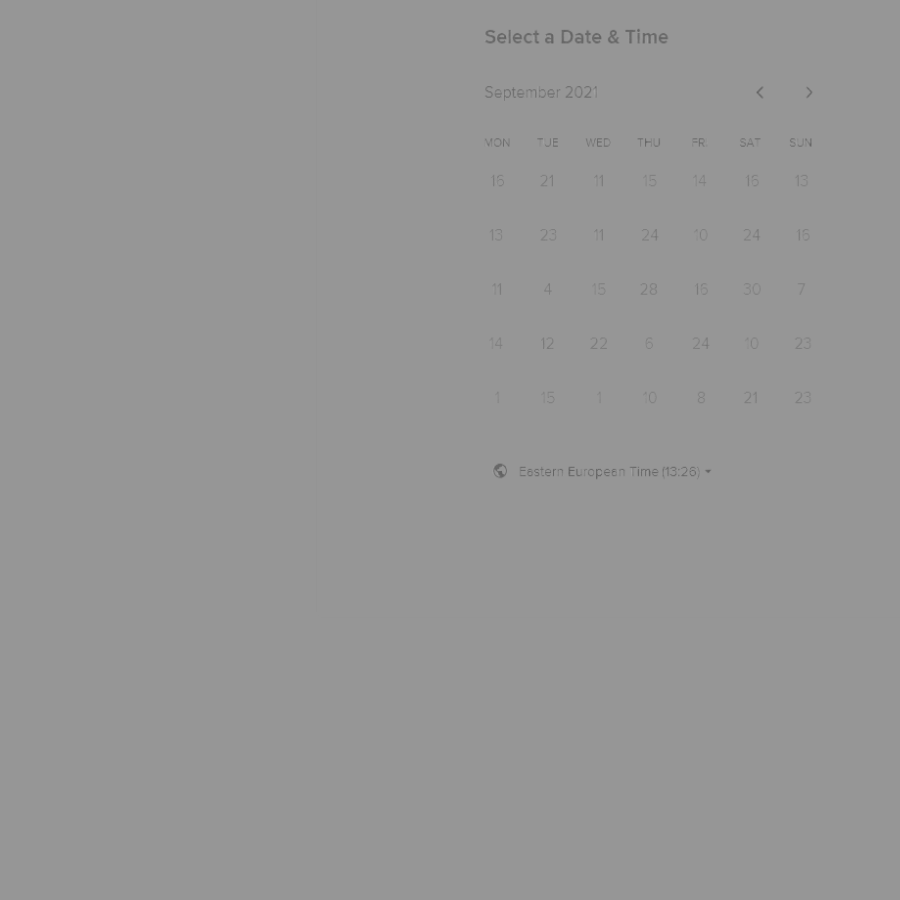 Select a Date & Time
September 2021
MON TUE WED THU FRI SAT SUN
16 21 11 15 14 16 13
13 23 11 24 10 24 16
11 4 15 28 15 30 7
14 12 22 6 24 10 23
1 15 1 10 8 21 23
Eastern European Time (13:26)